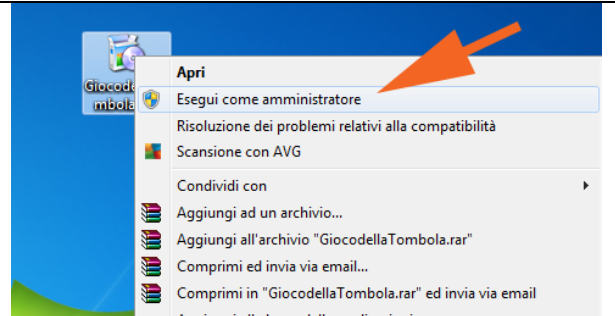 Giocode
mbola
Apri
Esegui come amministratore
Risoluzione dei problemi relativi alla compatibilità
Scansione con AVG
Condividi con
Aggiungi ad un archivio...
Aggiungi all'archivio "GiocodellaTombola.rar"
Comprimi ed invia via email...
Comprimi in "GiocodellaTombola.rar" ed invia via email